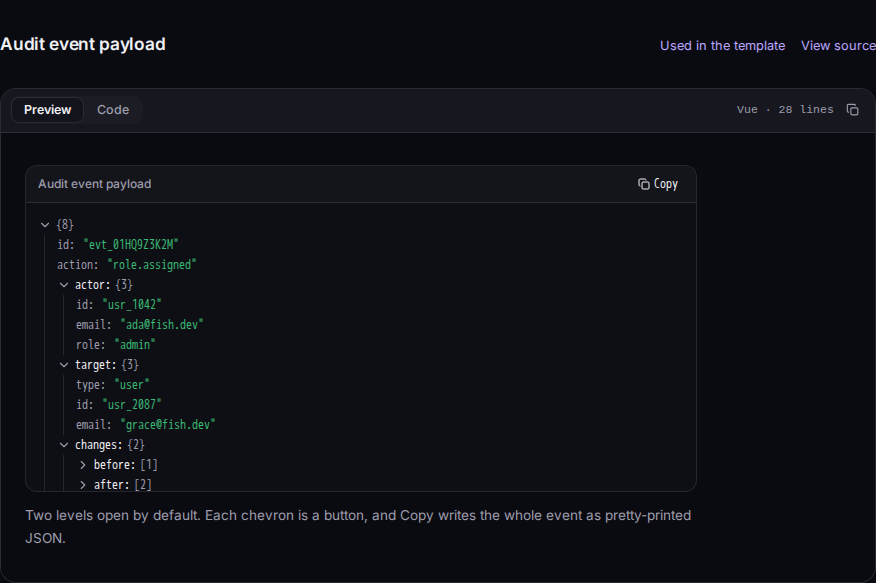 Audit event payload
Used in the template View source
Preview Code
Vue · 28 lines
Audit event payload
Copy
{8}
id: "evt_01HQ9Z3K2M"
action: "role.assigned"
actor: {3}
id: "usr_1042"
email: "ada@fish.dev"
role: "admin"
target: {3}
type: "user"
id: "usr_2087"
email: "grace@fish.dev"
changes: {2}
before: [1]
after: [2]
Two levels open by default. Each chevron is a button, and Copy writes the whole event as pretty-printed
JSON.